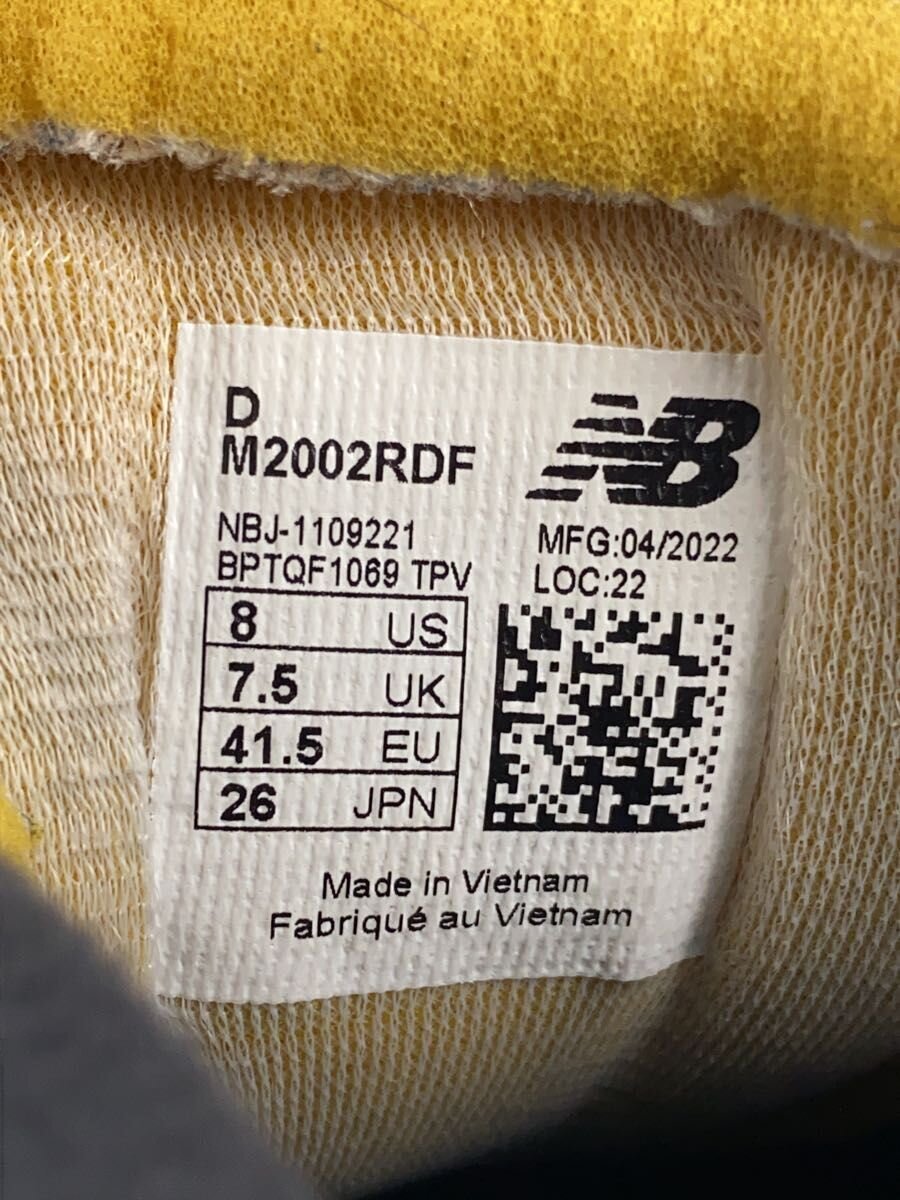 D
M2002RDF
NB
NBJ-1109221
BPTQF1069 TPV
MFG:04/2022
LOC:22
8 US
7.5 UK
41.5 EU
26 JPN
Made in Vietnam
Fabriqué au Vietnam